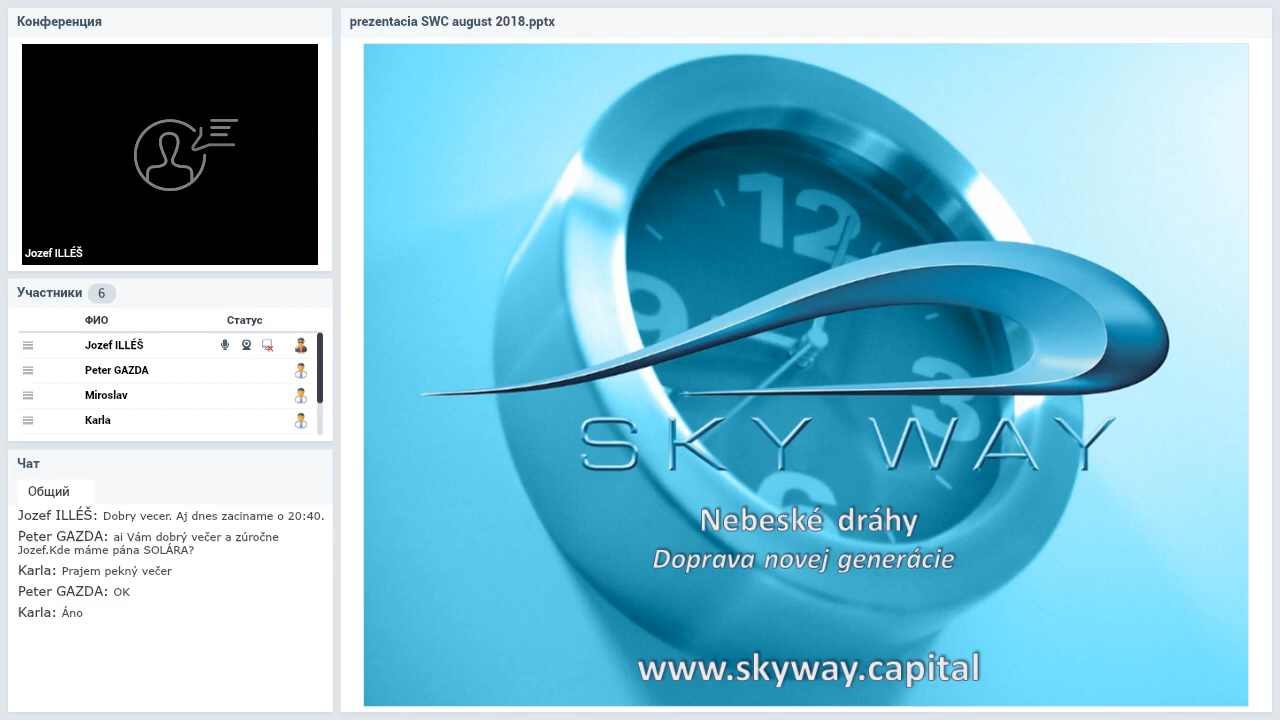 Конференция
Jozef ILLÉŠ
Участники 6
ФИО Статус
Jozef ILLÉŠ
Peter GAZDA
Miroslav
Karla
Чат
Общий
Jozef ILLÉŠ: Dobry vecer. Aj dnes zaciname o 20:40.
Peter GAZDA: ai Vám dobrý večer a zúročne
Jozef.Kde máme pána SOLÁRA?
Karla: Prajem pekný večer
Peter GAZDA: OK
Karla: Áno
prezentacia SWC august 2018.pptx
12
9
3
6
SKY WAY
Nebeské dráhy
Doprava novej generácie
www.skyway.capital